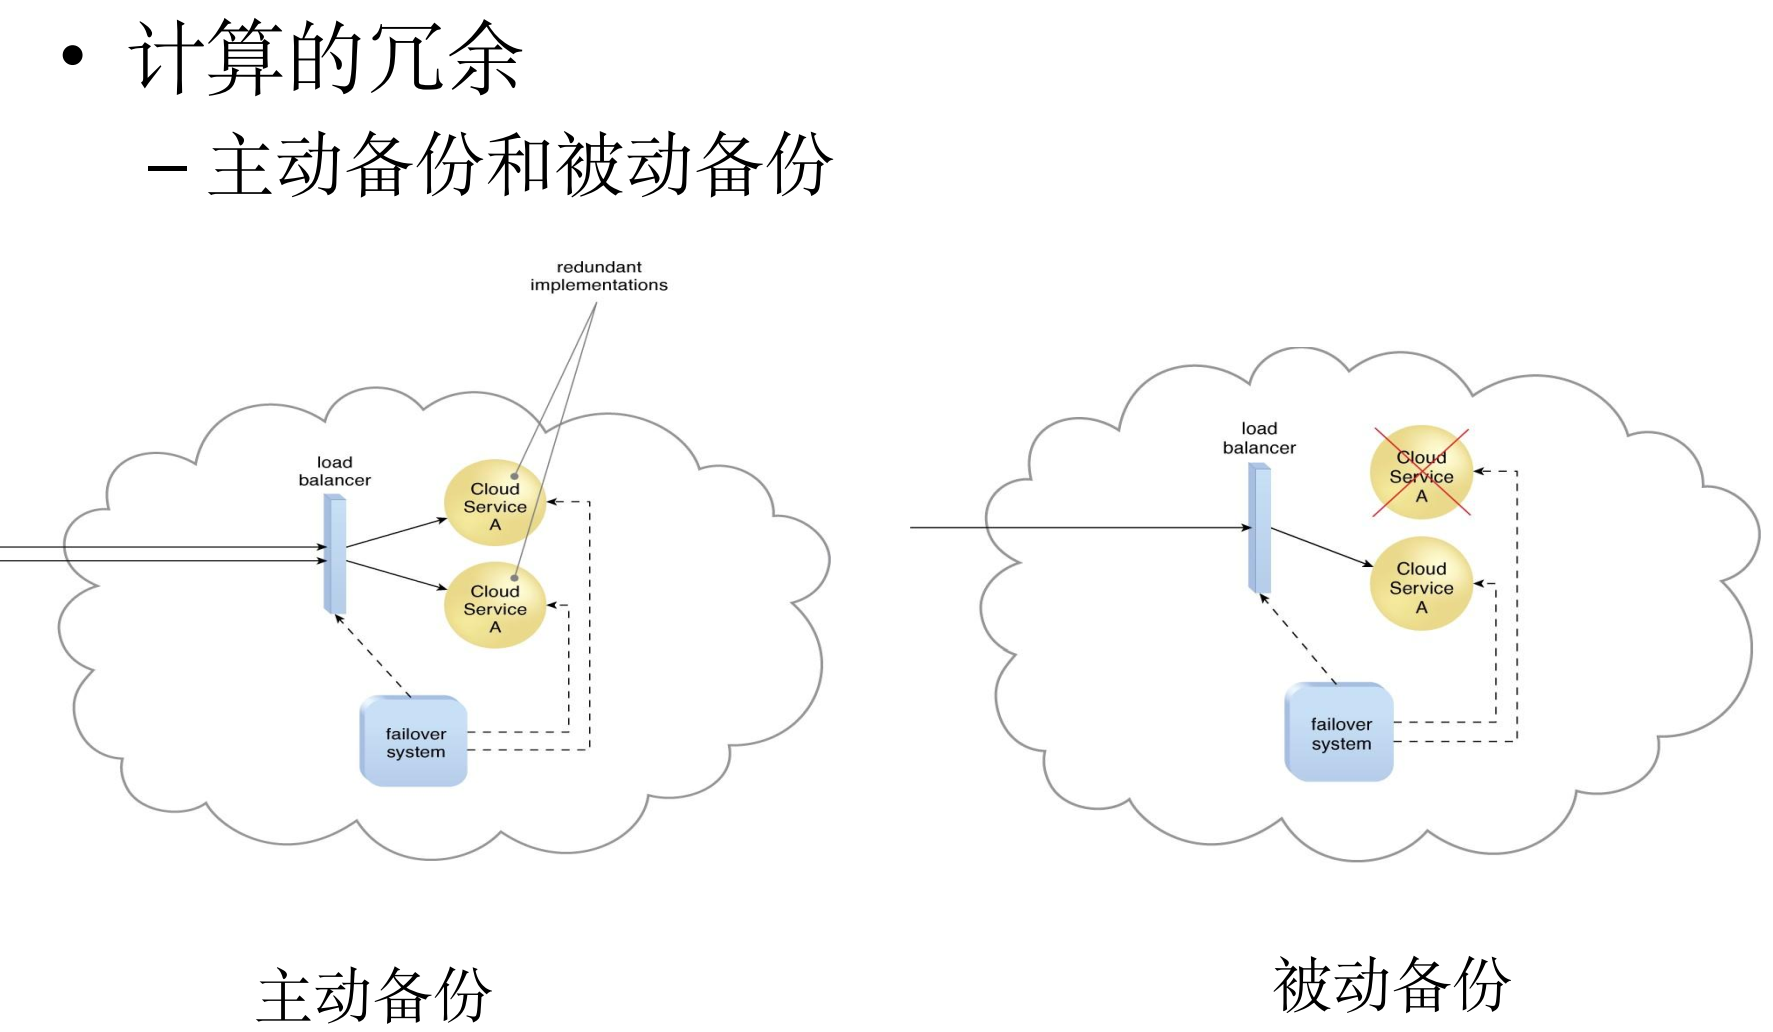 • 计算的冗余
– 主动备份和被动备份
redundant
implementations
load
balancer
Cloud
Service
A
Cloud
Service
A
failover
system
load
balancer
Cloud
Service
A
Cloud
Service
A
failover
system
主动备份
被动备份